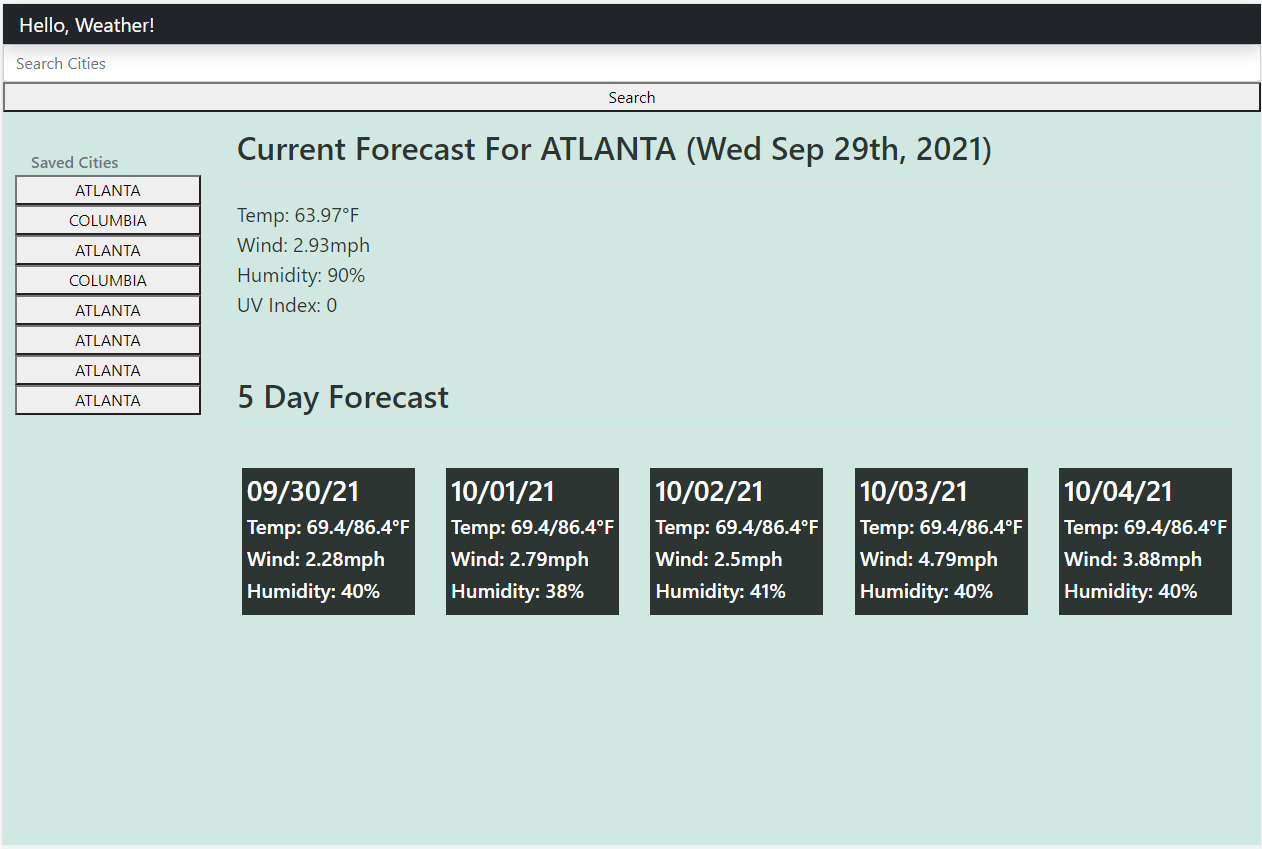 Hello, Weather!
Search Cities
Search
Saved Cities
ATLANTA
COLUMBIA
ATLANTA
COLUMBIA
ATLANTA
ATLANTA
ATLANTA
ATLANTA
Current Forecast For ATLANTA (Wed Sep 29th, 2021)
Temp: 63.97°F
Wind: 2.93mph
Humidity: 90%
UV Index: 0
5 Day Forecast
09/30/21
Temp: 69.4/86.4°F
Wind: 2.28mph
Humidity: 40%
10/01/21
Temp: 69.4/86.4°F
Wind: 2.79mph
Humidity: 38%
10/02/21
Temp: 69.4/86.4°F
Wind: 2.5mph
Humidity: 41%
10/03/21
Temp: 69.4/86.4°F
Wind: 4.79mph
Humidity: 40%
10/04/21
Temp: 69.4/86.4°F
Wind: 3.88mph
Humidity: 40%